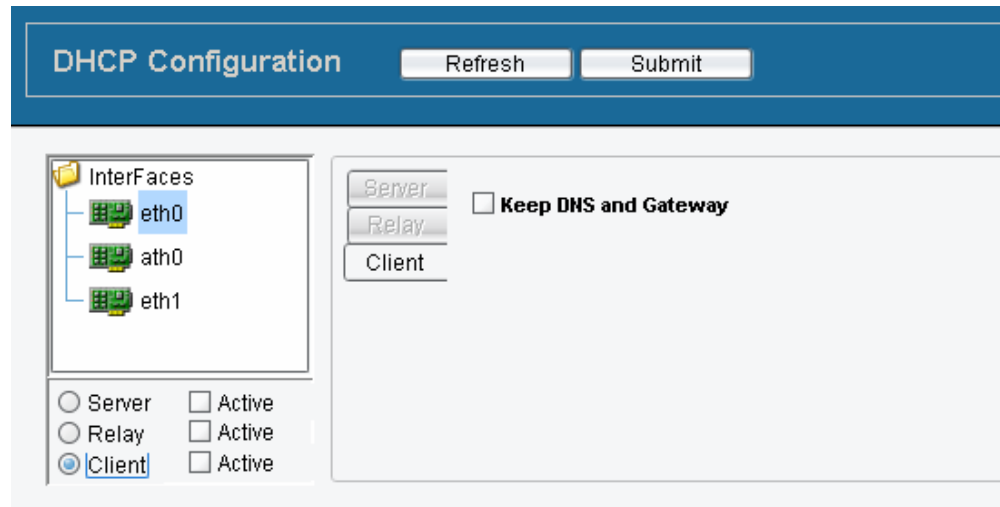 DHCP Configuration Refresh Submit
InterFaces
eth0
ath0
eth1
Server Active
Relay Active
Client Active
Server
Relay
Client
Keep DNS and Gateway